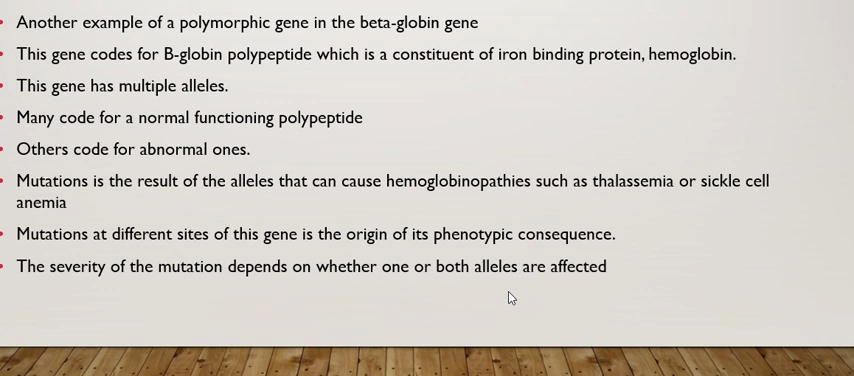 • Another example of a polymorphic gene in the beta-globin gene
• This gene codes for B-globin polypeptide which is a constituent of iron binding protein, hemoglobin.
• This gene has multiple alleles.
• Many code for a normal functioning polypeptide
• Others code for abnormal ones.
• Mutations is the result of the alleles that can cause hemoglobinopathies such as thalassemia or sickle cell
anemia
• Mutations at different sites of this gene is the origin of its phenotypic consequence.
• The severity of the mutation depends on whether one or both alleles are affected